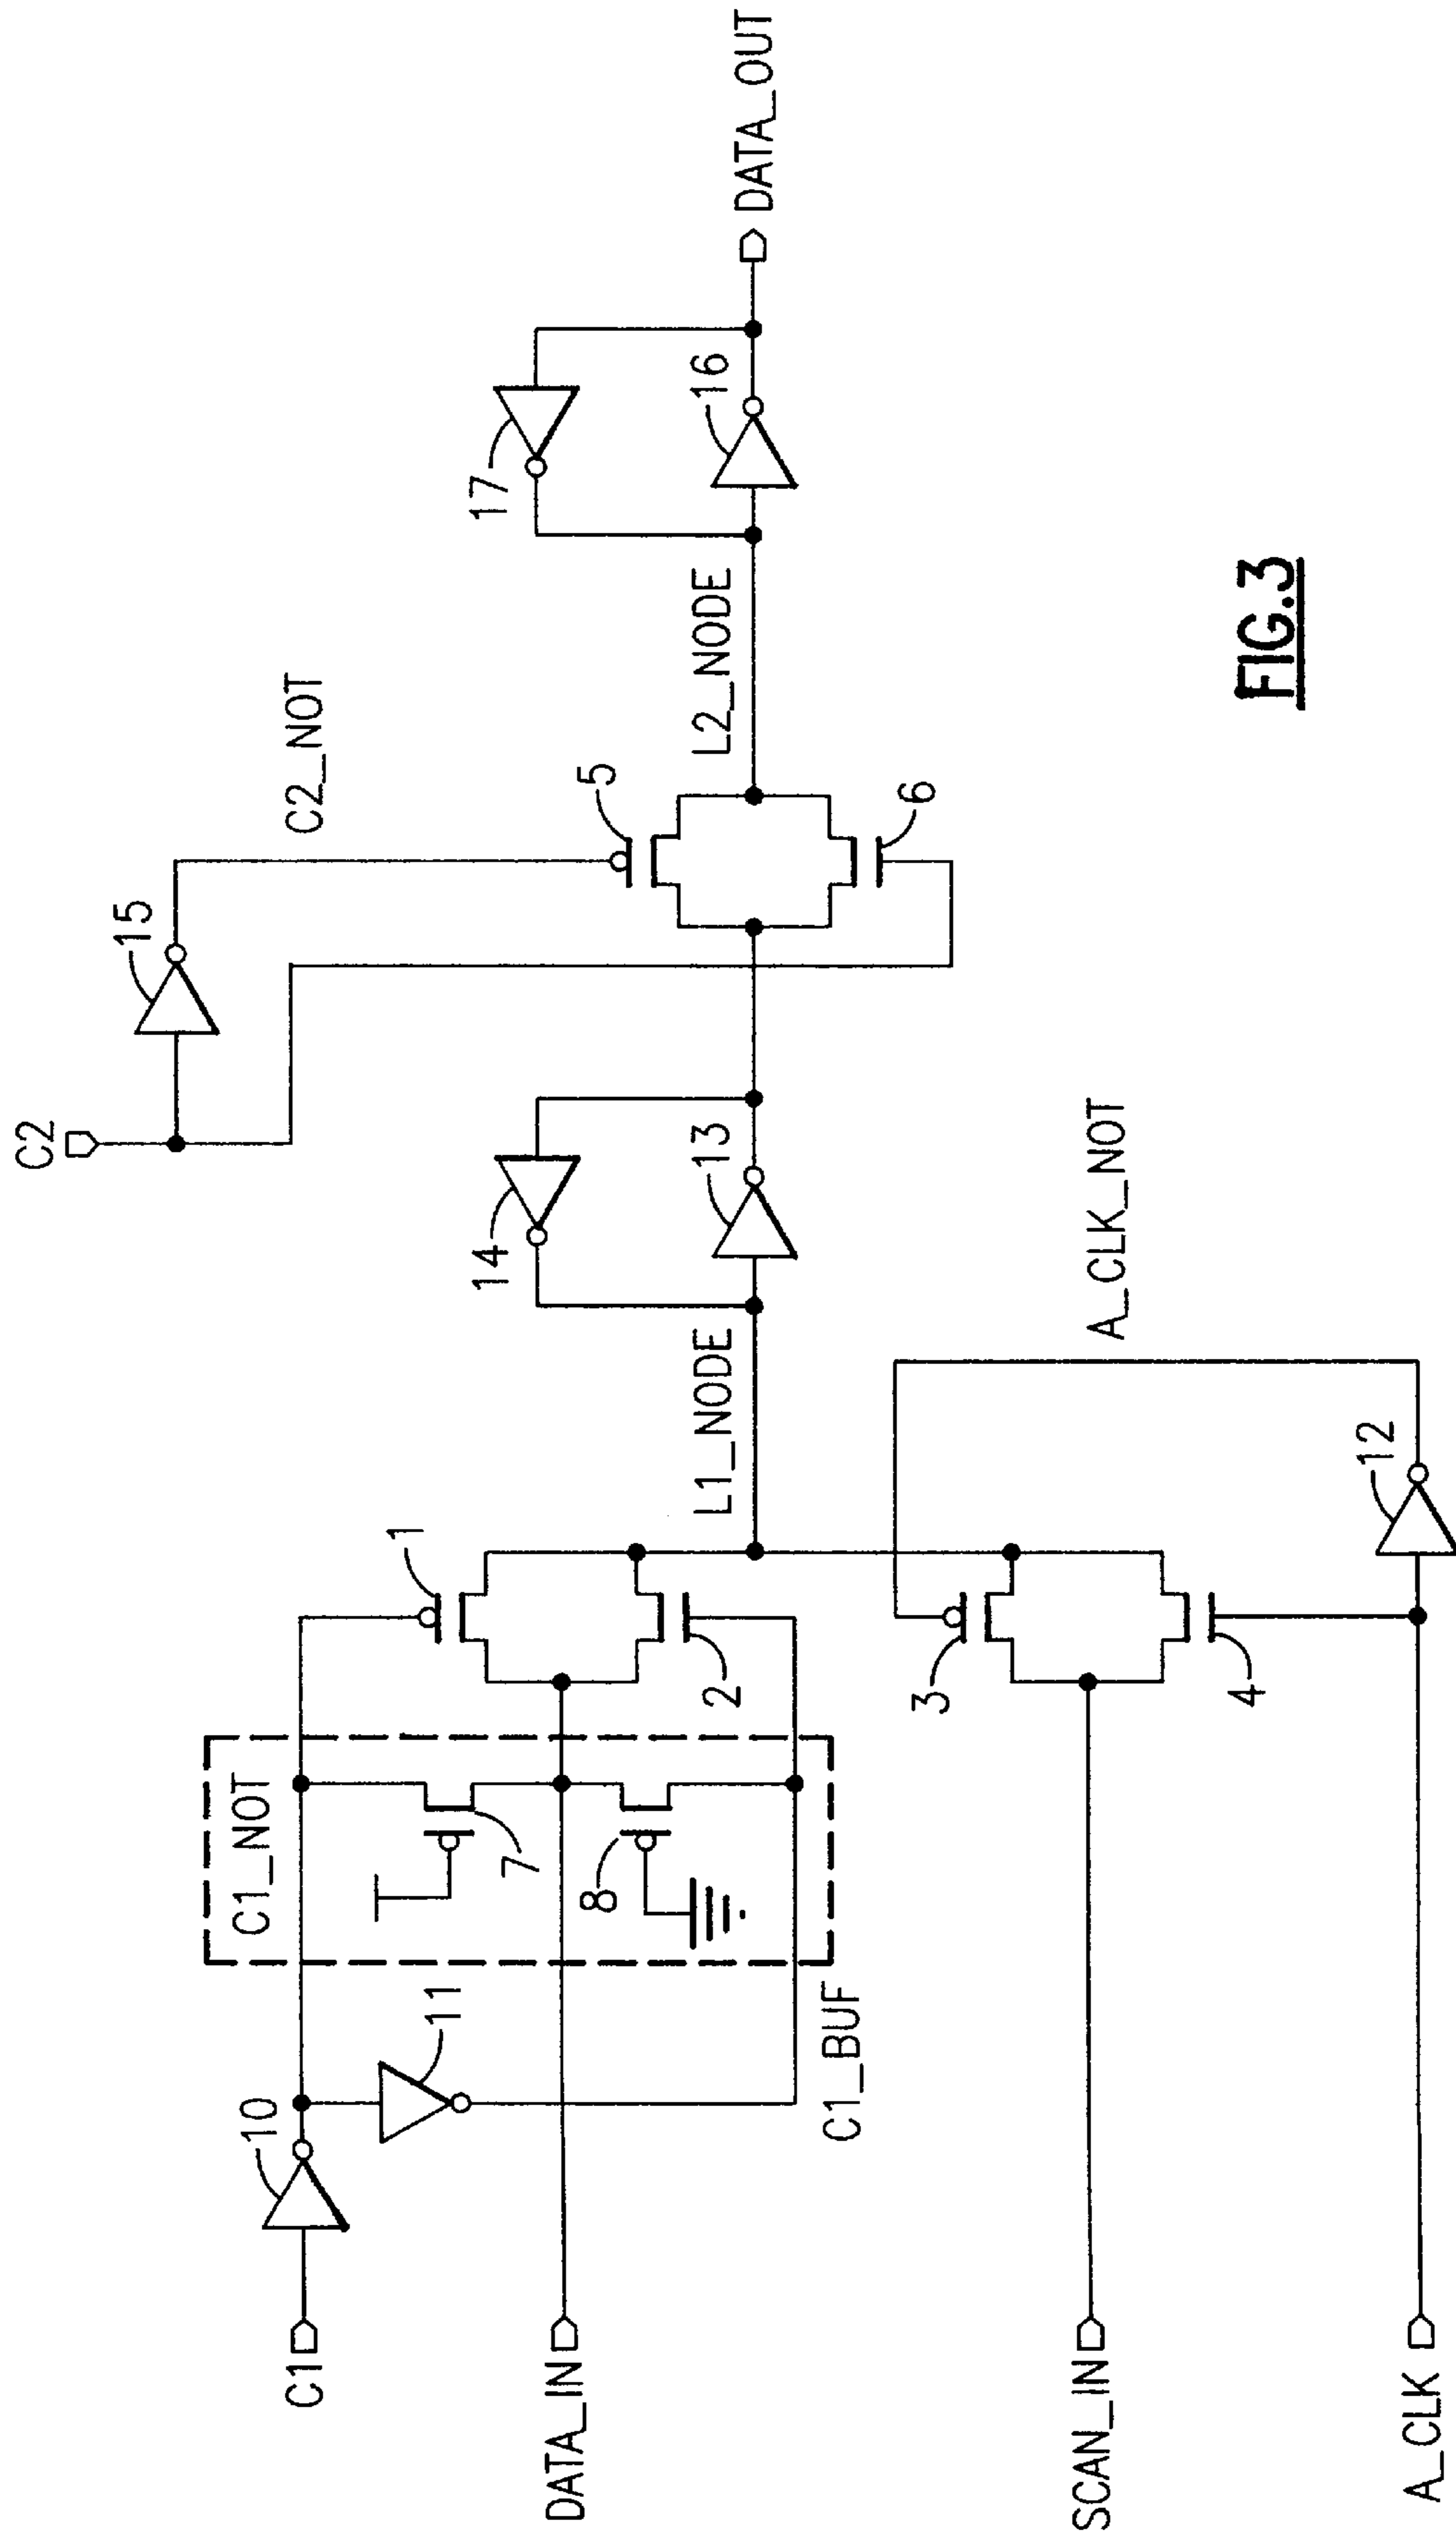 C2
15
C2_NOT
C1_NOT
10
11
1
14
17
5
7
8
2
L1_NODE
13
L2_NODE
16
6
C1
DATA_IN
DATA_OUT
C1_BUF
3
4
A_CLK_NOT
12
SCAN_IN
A_CLK
FIG.3